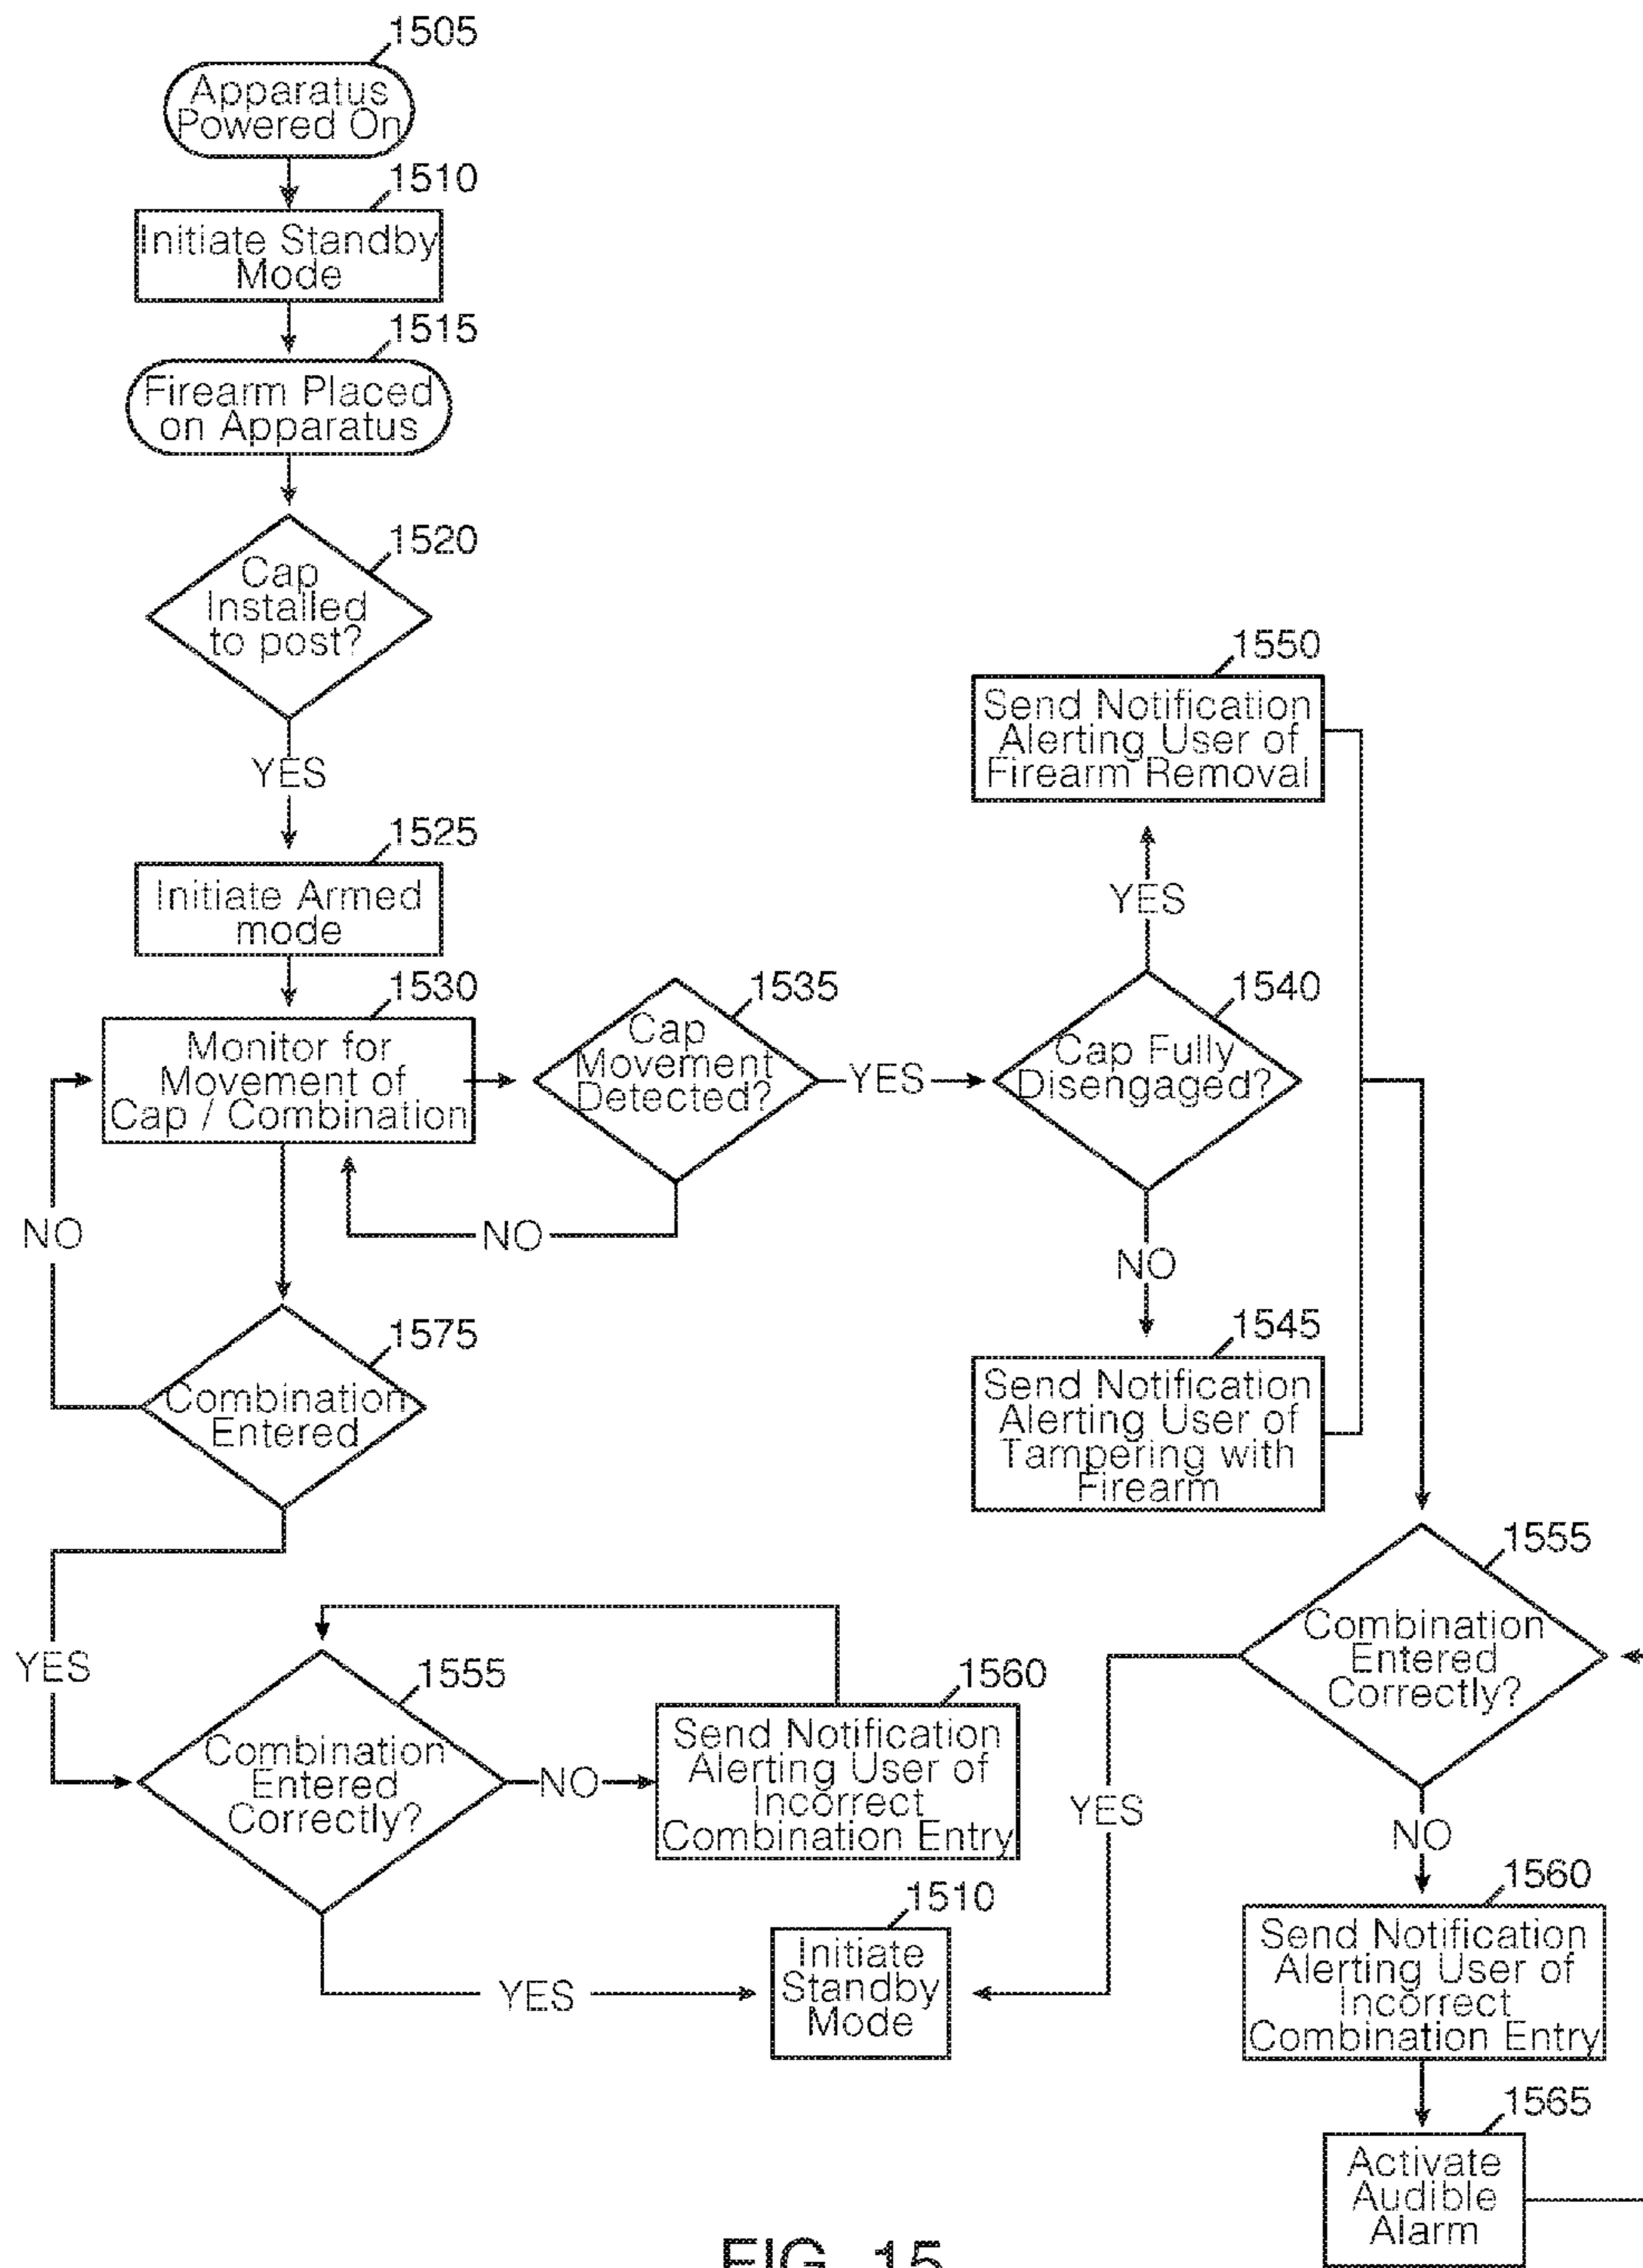 1505
Apparatus
Powered On
1510
Initiate Standby
Mode
1515
Firearm Placed
on Apparatus
1520
Cap
Installed
to post?
YES
1525
Initiate Armed
mode
1530
Monitor for
Movement of
Cap / Combination
1535
Cap
Movement
Detected?
NO
YES
1540
Cap Fully
Disengaged?
YES
1550
Send Notification
Alerting User of
Firearm Removal
NO
1545
Send Notification
Alerting User of
Tampering with
Firearm
NO
1575
Combination
Entered
YES
1555
Combination
Entered
Correctly?
NO
1560
Send Notification
Alerting User of
Incorrect
Combination Entry
YES
1510
Initiate
Standby
Mode
1555
Combination
Entered
Correctly?
YES
NO
1560
Send Notification
Alerting User of
Incorrect
Combination Entry
1565
Activate
Audible
Alarm
FIG. 15